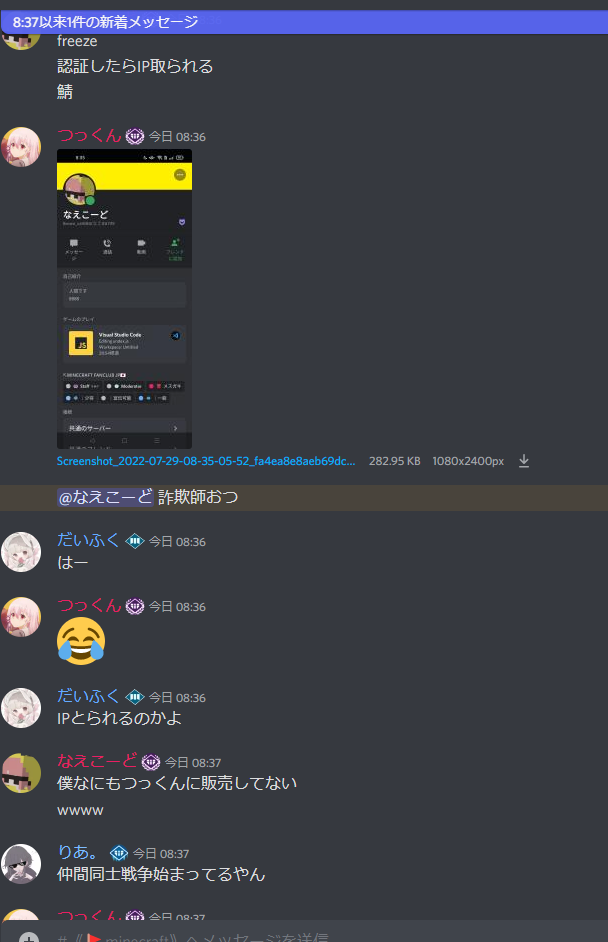 8:37以来1件の新着メッセージ
freeze
認証したらIP取られる
鯖
つっくん 今日 08:36
8:35
なえこーど
メッセージ
通話
動画
フレンドに追加
自己紹介
人間です
ゲームのプレイ
Visual Studio Code
Editing index.js
Workspace: Untitled
MINECRAFT FANCLUB JP
Staff
Moderator
メスガキ
一般
共通のサーバー
Screenshot_2022-07-29-08-35-05-52_fa4ea8e8aeb69dc... 282.95 KB 1080x2400px
@なえこーど 詐欺師おつ
だいふく 今日 08:36
はー
つっくん 今日 08:36
だいふく 今日 08:36
IPとられるのかよ
なえこーど 今日 08:37
僕なにもつっくんに販売してない
wwww
りあ。 今日 08:37
仲間同士戦争始まってるやん
つっくん 今日 08:37
#《🚩minecraft》へメッセージを送信